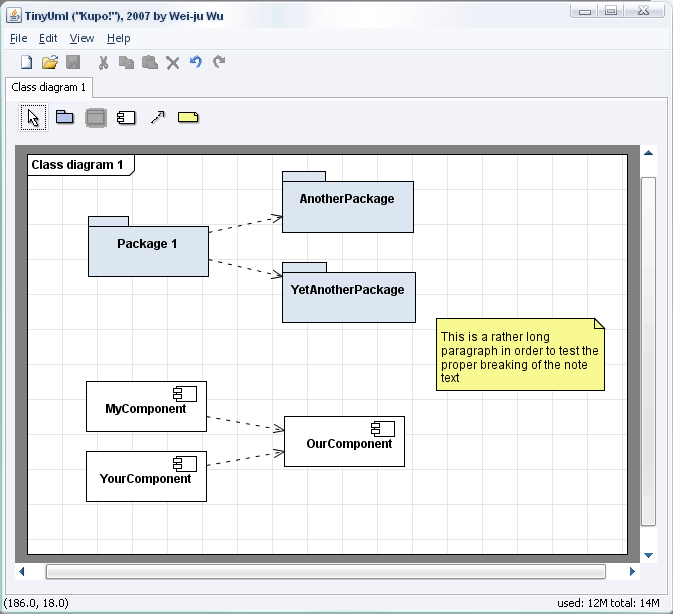 TinyUml ("Kupo!"), 2007 by Wei-ju Wu
File Edit View Help
Class diagram 1
Class diagram 1
AnotherPackage
Package 1
YetAnotherPackage
This is a rather long
paragraph in order to test the
proper breaking of the note
text
MyComponent
OurComponent
YourComponent
(186.0, 18.0)
used: 12M total: 14M